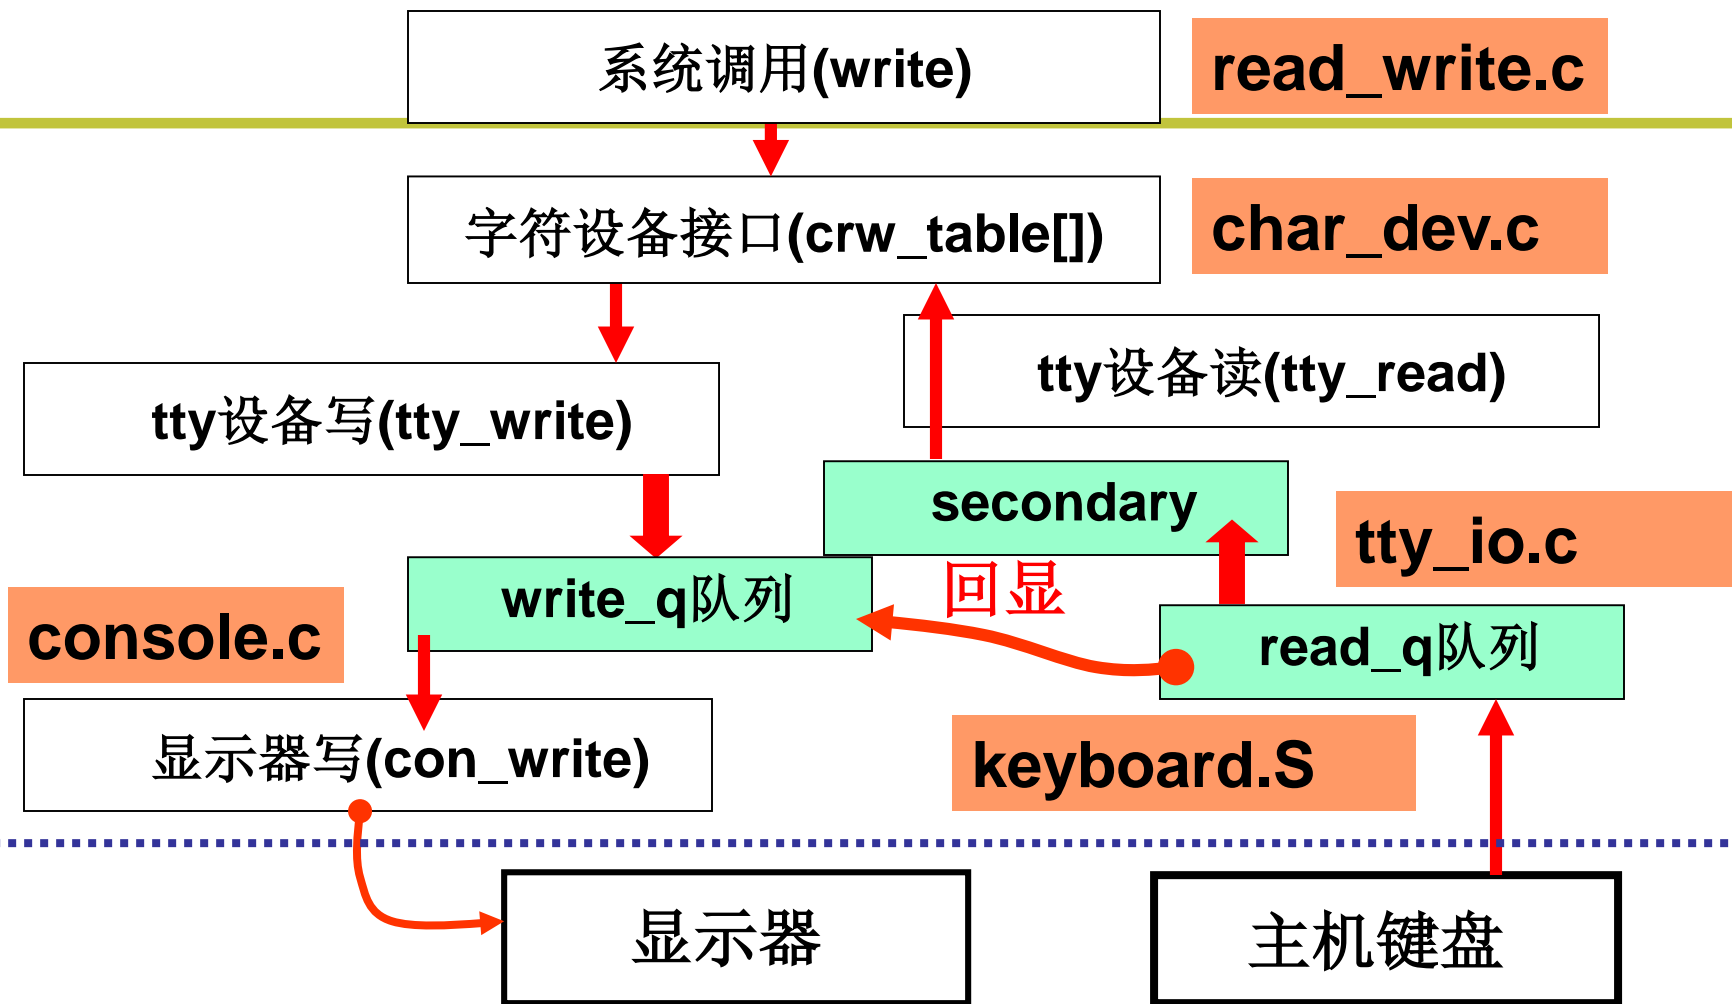 系统调用(write)
read_write.c
字符设备接口(crw_table[])
char_dev.c
tty设备读(tty_read)
tty设备写(tty_write)
secondary
tty_io.c
回显
write_q队列
console.c
read_q队列
显示器写(con_write)
keyboard.S
显示器
主机键盘